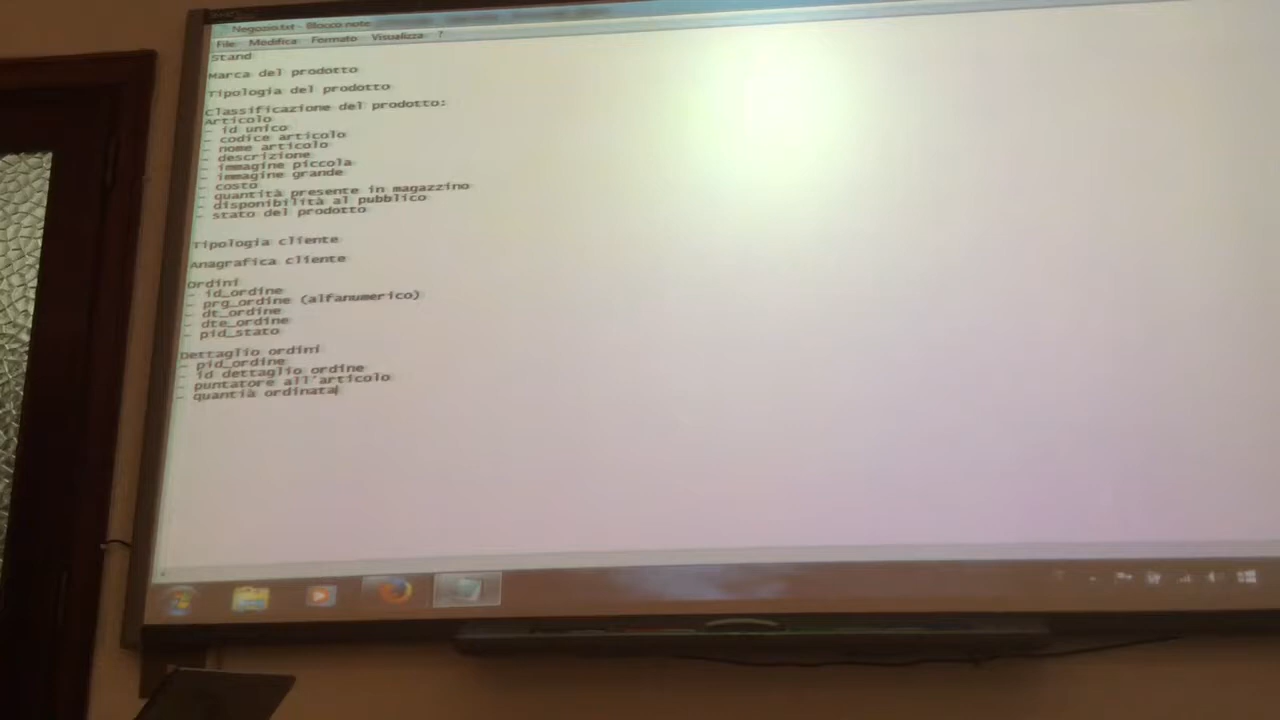 Negozio.txt - Blocco note
File Modifica Formato Visualizza ?
Stand
Marca del prodotto
Tipologia del prodotto
Classificazione del prodotto:
Articolo
- id unico
- codice articolo
- nome articolo
- descrizione
- immagine piccola
- immagine grande
- costo
- quantità presente in magazzino
- disponibilità al pubblico
- stato del prodotto
Tipologia cliente
Anagrafica cliente
Ordini
- id_ordine
- prg_ordine (alfanumerico)
- dt_ordine
- dte_ordine
- pid_stato
Dettaglio ordini
- pid_ordine
- id dettaglio ordine
- puntatore all'articolo
- quantià ordinata